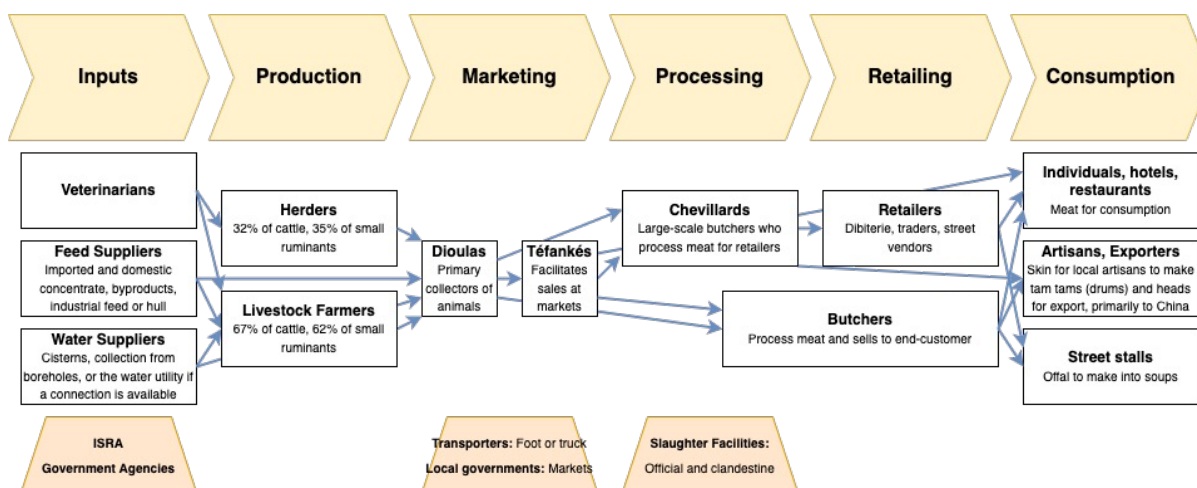 Inputs
Production
Marketing
Processing
Retailing
Consumption
Veterinarians
Feed Suppliers
Imported and domestic
concentrate, byproducts,
industrial feed or hull
Water Suppliers
Cisterns, collection from
boreholes, or the water utility if
a connection is available
Herders
32% of cattle, 35% of small
ruminants
Livestock Farmers
67% of cattle, 62% of small
ruminants
Dioulas
Primary
collectors of
animals
Téfankés
Facilitates
sales at
markets
Chevillards
Large-scale butchers who
process meat for retailers
Retailers
Dibiterie, traders, street
vendors
Butchers
Process meat and sells to end-customer
Individuals, hotels,
restaurants
Meat for consumption
Artisans, Exporters
Skin for local artisans to make
tam tams (drums) and heads
for export, primarily to China
Street stalls
Offal to make into soups
ISRA
Government Agencies
Transporters: Foot or truck
Local governments: Markets
Slaughter Facilities:
Official and clandestine